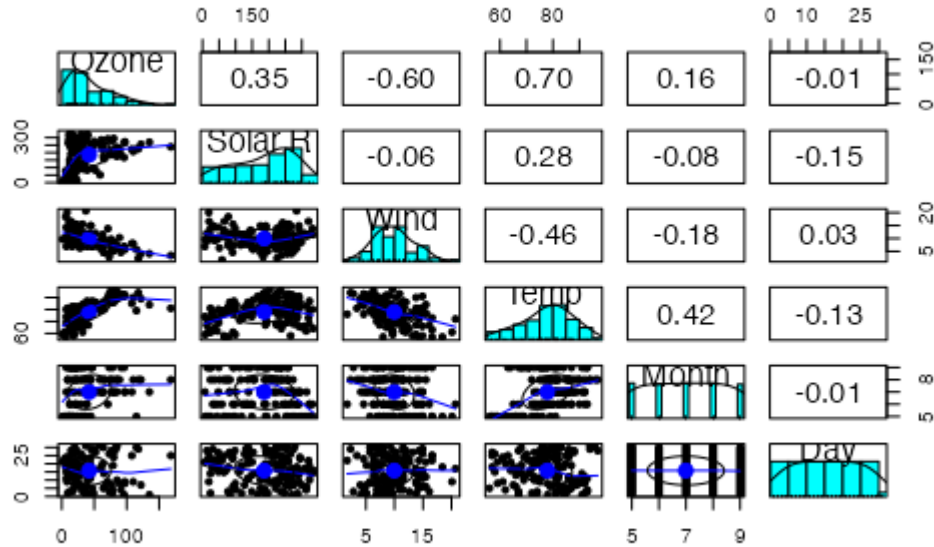 0 150 60 80 0 10 25
Ozone 0.35 -0.60 0.70 0.16 -0.01 0 150
0 300 Solar.R -0.06 0.28 -0.08 -0.15
Wind -0.46 -0.18 0.03 5 20
60 Temp 0.42 -0.13
Month -0.01 5 8
0 25 Day
0 100 5 15 5 7 9